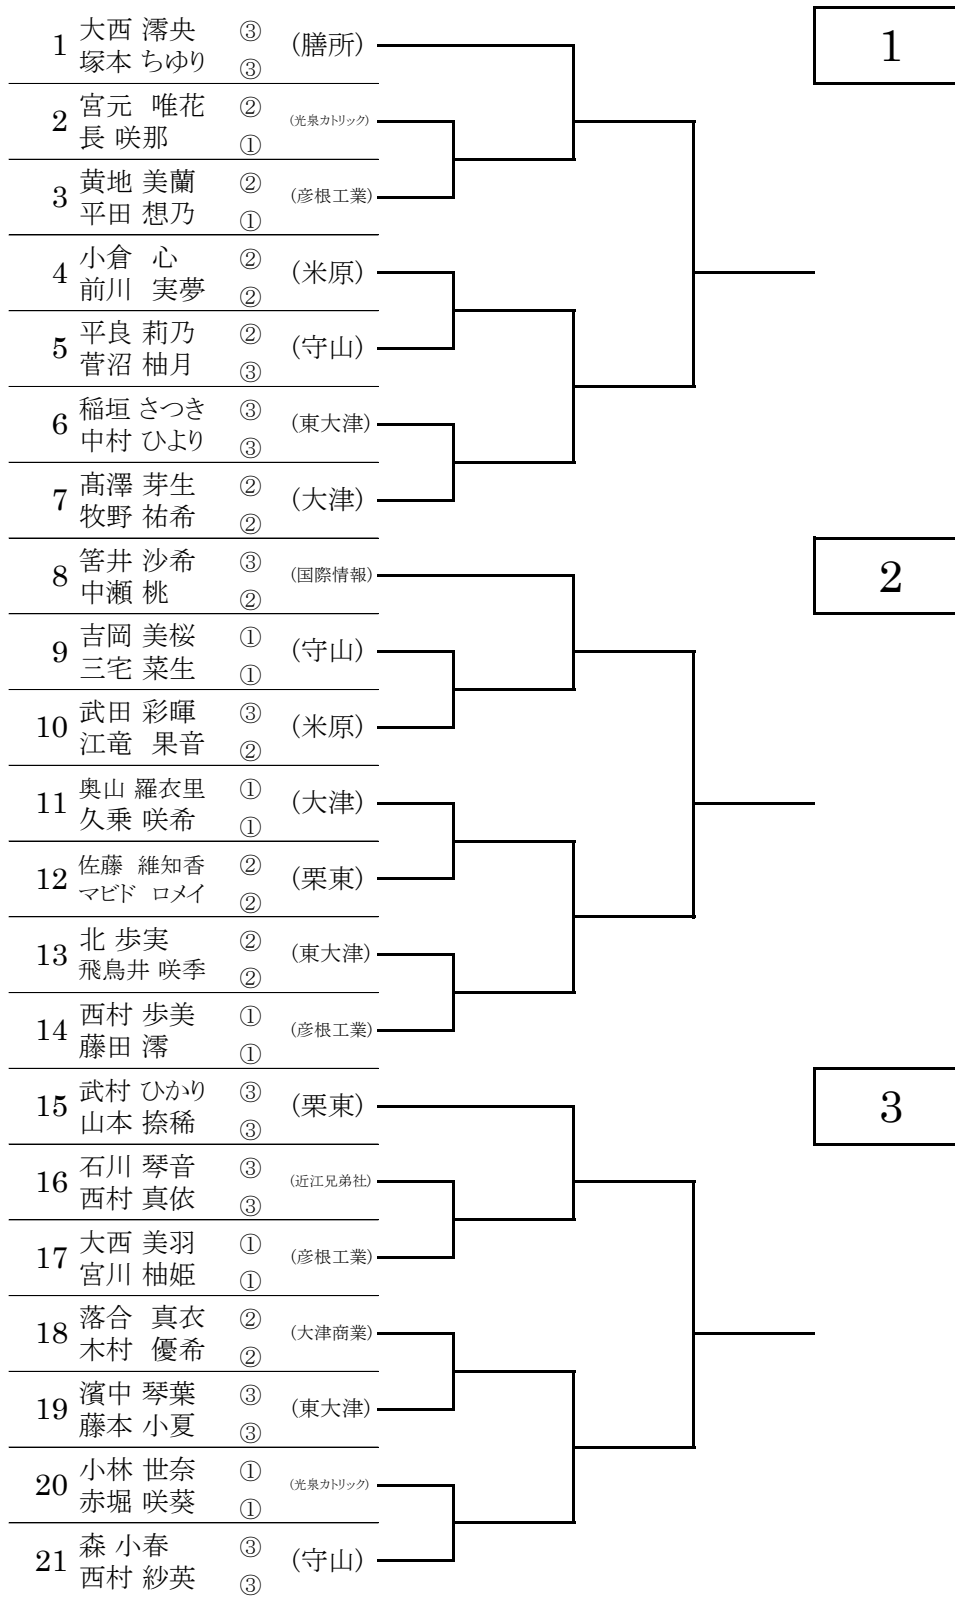 1 大西 澪央 ③ (膳所) 1
塚本 ちゆり ③
2 宮元 唯花 ② (光泉カトリック)
長 咲那 ①
3 黄地 美蘭 ② (彦根工業)
平田 想乃 ①
4 小倉 心 ② (米原)
前川 実夢 ②
5 平良 莉乃 ② (守山)
菅沼 柚月 ③
6 稲垣 さつき ③ (東大津)
中村 ひより ③
7 髙澤 芽生 ② (大津)
牧野 祐希 ②
8 筈井 沙希 ③ (国際情報) 2
中瀬 桃 ②
9 吉岡 美桜 ① (守山)
三宅 菜生 ①
10 武田 彩暉 ③ (米原)
江竜 果音 ②
11 奥山 羅衣里 ① (大津)
久乗 咲希 ①
12 佐藤 維知香 ② (栗東)
マビド ロメイ ②
13 北 歩実 ② (東大津)
飛鳥井 咲季 ②
14 西村 歩美 ① (彦根工業)
藤田 澪 ①
15 武村 ひかり ③ (栗東) 3
山本 捺稀 ③
16 石川 琴音 ③ (近江兄弟社)
西村 真依 ③
17 大西 美羽 ① (彦根工業)
宮川 柚姫 ①
18 落合 真衣 ② (大津商業)
木村 優希 ②
19 濱中 琴葉 ③ (東大津)
藤本 小夏 ③
20 小林 世奈 ① (光泉カトリック)
赤堀 咲葵 ①
21 森 小春 ③ (守山)
西村 紗英 ③